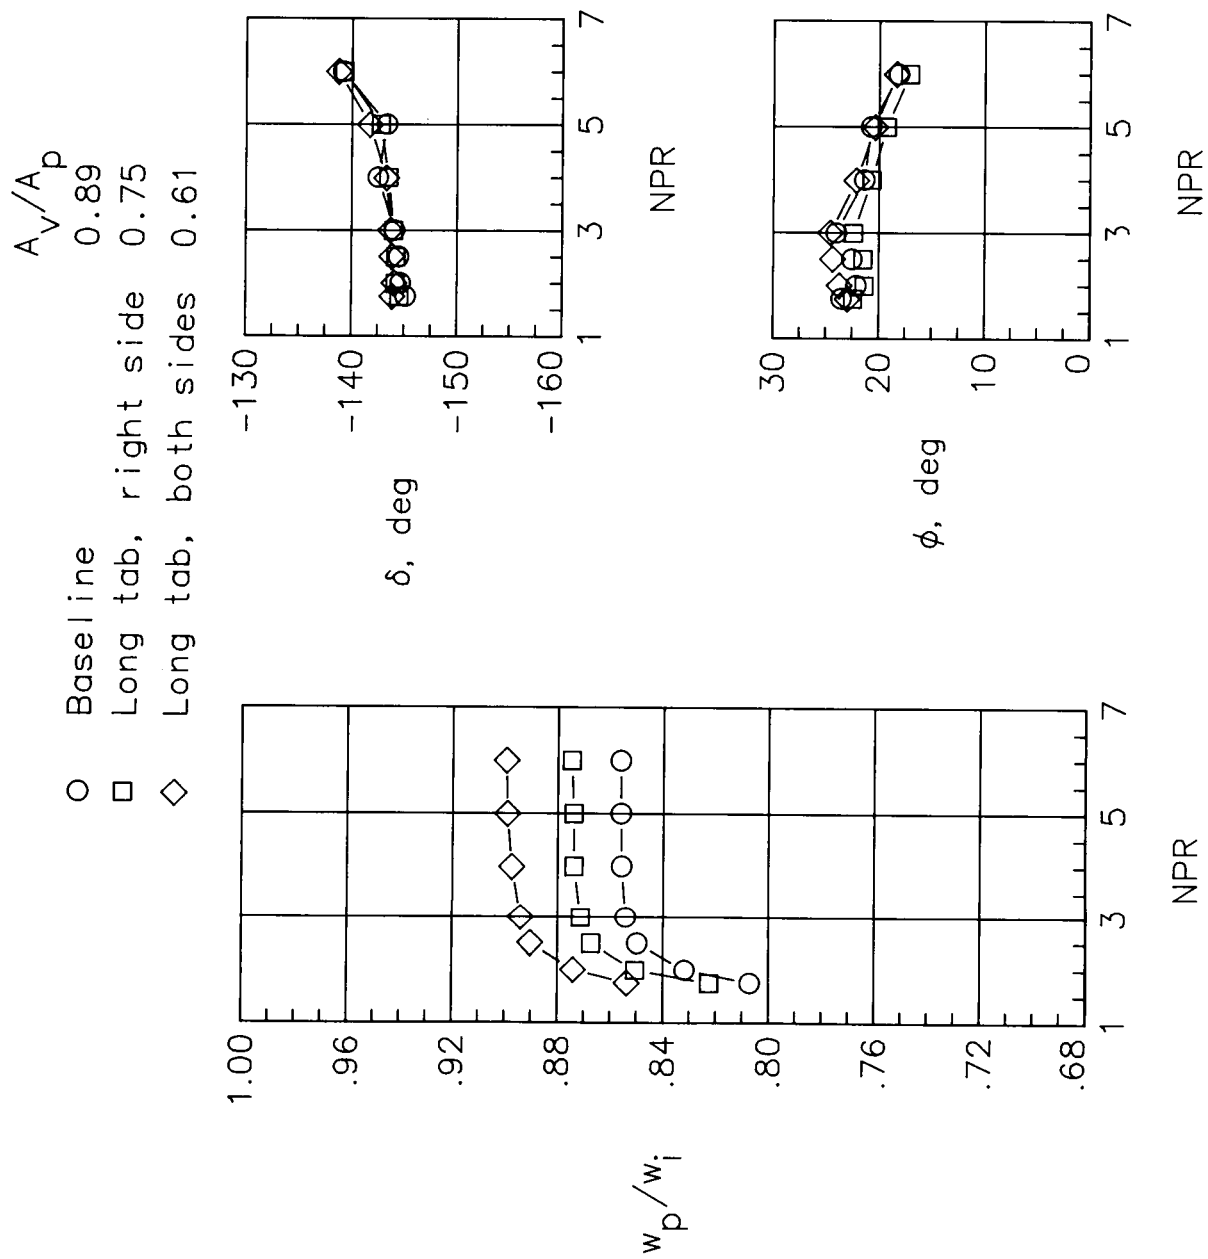 A_v/A_p
Baseline 0.89
Long tab, right side 0.75
Long tab, both sides 0.61
w_p/w_i
1.00
.96
.92
.88
.84
.80
.76
.72
.68
1 3 5 7
NPR
δ, deg
-130
-140
-150
-160
1 3 5 7
NPR
ϕ, deg
30
20
10
0
1 3 5 7
NPR